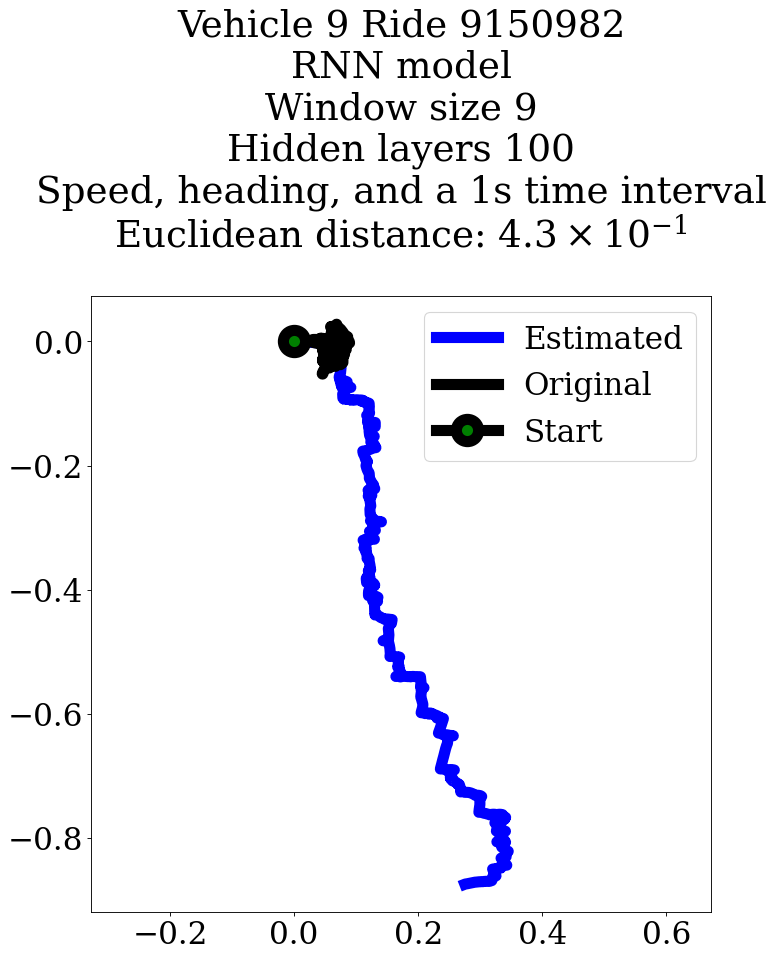 Vehicle 9 Ride 9150982
RNN model
Window size 9
Hidden layers 100
Speed, heading, and a 1s time interval
Euclidean distance: 4.3 × 10⁻¹
Estimated
Original
Start
0.0
−0.2
−0.4
−0.6
−0.8
−0.2 0.0 0.2 0.4 0.6